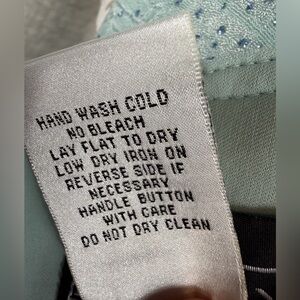 HAND WASH COLD
NO BLEACH
LAY FLAT TO DRY
LOW DRY IRON ON
REVERSE SIDE IF
NECESSARY
HANDLE BUTTON
WITH CARE
DO NOT DRY CLEAN